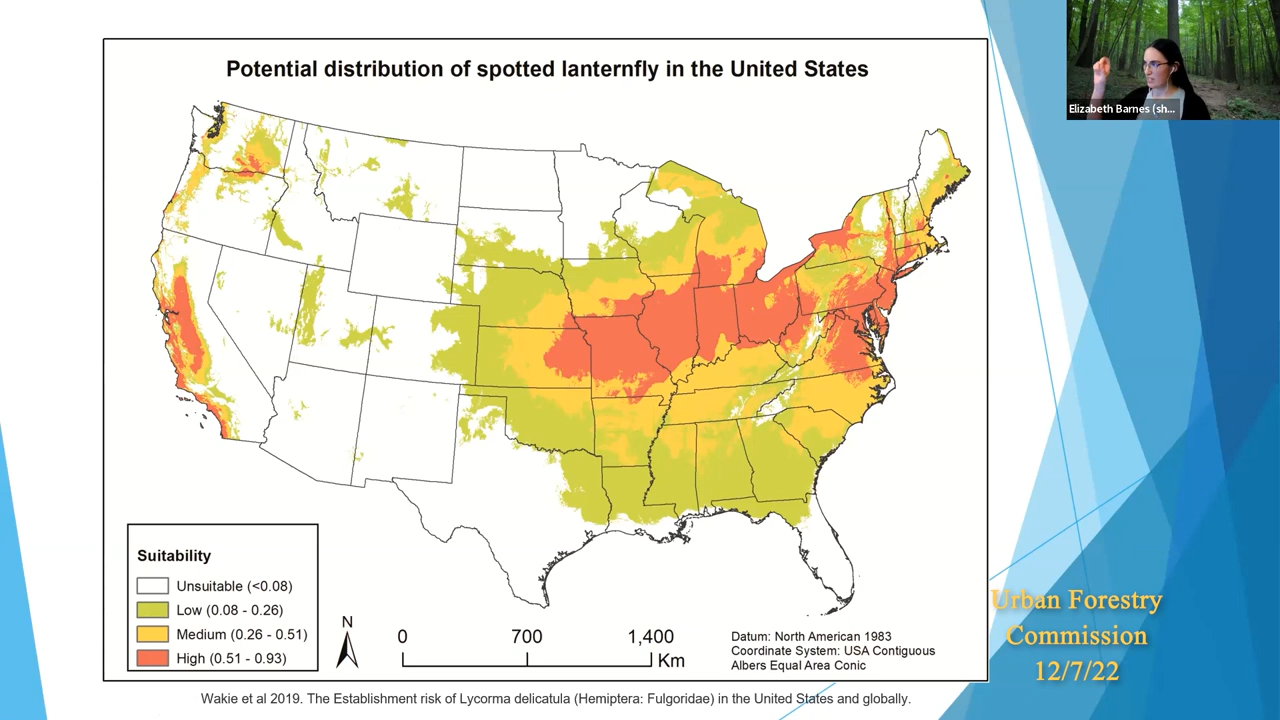 Potential distribution of spotted lanternfly in the United States
Elizabeth Barnes (sh...
Suitability
Unsuitable (<0.08)
Low (0.08 - 0.26)
Medium (0.26 - 0.51)
High (0.51 - 0.93)
N
0 700 1,400
Km
Datum: North American 1983
Coordinate System: USA Contiguous
Albers Equal Area Conic
Urban Forestry
Commission
12/7/22
Wakie et al 2019. The Establishment risk of Lycorma delicatula (Hemiptera: Fulgoridae) in the United States and globally.